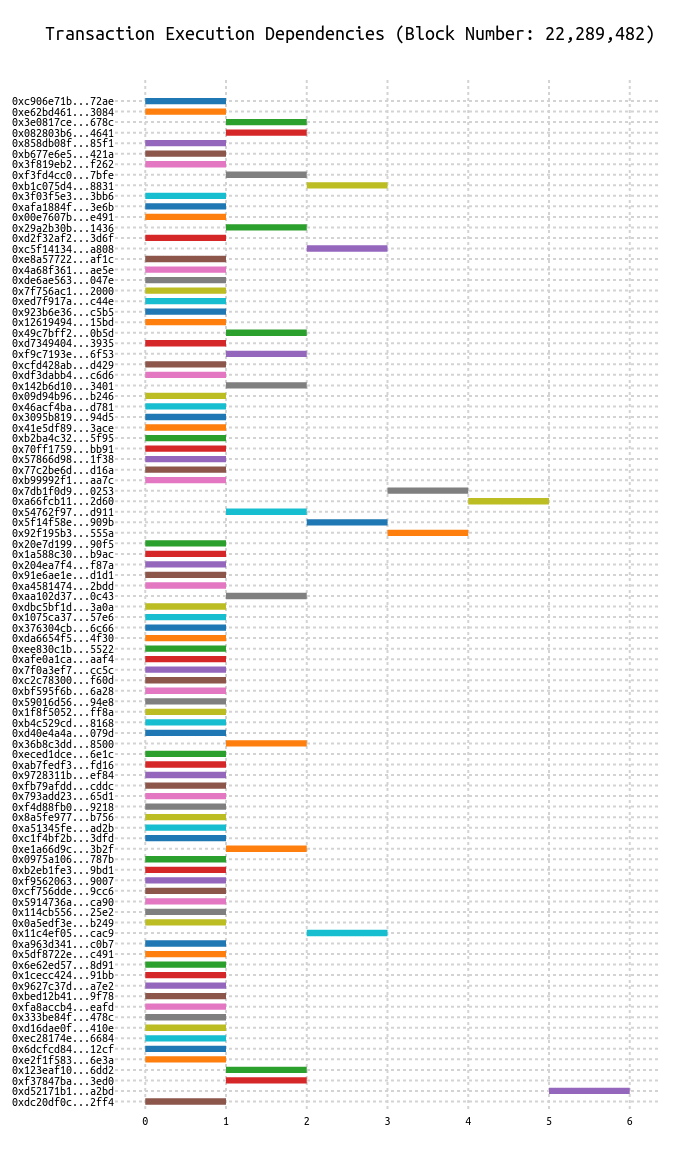 Transaction Execution Dependencies (Block Number: 22,289,482)
0xc906e71b...72ae
0xe62bd461...3084
0x3e0817ce...678c
0x082803b6...4641
0x858db08f...85f1
0xb677e6e5...421a
0x3f819eb2...f262
0xf3fd4cc0...7bfe
0xb1c075d4...8831
0x3f03f5e3...3bb6
0xafa1884f...3e6b
0x00e7607b...e491
0x29a2b30b...1436
0xd2f32af2...3d6f
0xc5f14134...a808
0xe8a57722...af1c
0x4a68f361...ae5e
0xde6ae563...047e
0x7f756ac1...2000
0xed7f917a...c44e
0x923b6e36...c5b5
0x12619494...15bd
0x49c7bff2...0b5d
0xd7349404...3935
0xf9c7193e...6f53
0xcfd428ab...d429
0xdf3dabb4...c6d6
0x142b6d10...3401
0x09d94b96...b246
0x46acf4ba...d781
0x3095b819...94d5
0x41e5df89...3ace
0xb2ba4c32...5f95
0x70ff1759...bb91
0x57866d98...1f38
0x77c2be6d...d16a
0xb99992f1...aa7c
0x7db1f0d9...0253
0xa66fcb11...2d60
0x54762f97...d911
0x5f14f58e...909b
0x92f195b3...555a
0x20e7d199...90f5
0x1a588c30...b9ac
0x204ea7f4...f87a
0x91e6ae1e...d1d1
0xa4581474...2bdd
0xaa102d37...0c43
0xdbc5bf1d...3a0a
0x1075ca37...57e6
0x376304cb...6c66
0xda6654f5...4f30
0xee830c1b...5522
0xafe0a1ca...aaf4
0x7f0a3ef7...cc5c
0xc2c78300...f60d
0xbf595f6b...6a28
0x59016d56...94e8
0x1f8f5052...ff8a
0xb4c529cd...8168
0xd40e4a4a...079d
0x36b8c3dd...8500
0xeced1dce...6e1c
0xab7fedf3...fd16
0x9728311b...ef84
0xfb79afdd...cddc
0x793add23...65d1
0xf4d88fb0...9218
0x8a5fe977...b756
0xa51345fe...ad2b
0xc1f4bf2b...3dfd
0xe1a66d9c...3b2f
0x0975a106...787b
0xb2eb1fe3...9bd1
0xf9562063...9007
0xcf756dde...9cc6
0x5914736a...ca90
0x114cb556...25e2
0x0a5edf3e...b249
0x11c4ef05...cac9
0xa963d341...c0b7
0x5df8722e...c491
0x6e62ed57...8d91
0x1cecc424...91bb
0x9627c37d...a7e2
0xbed12b41...9f78
0xfa8accb4...eafd
0x333be84f...478c
0xd16dae0f...410e
0xec28174e...6684
0x6dcfcd84...12cf
0xe2f1f583...6e3a
0x123eaf10...6dd2
0xf37847ba...3ed0
0xd52171b1...a2bd
0xdc20df0c...2ff4
0 1 2 3 4 5 6